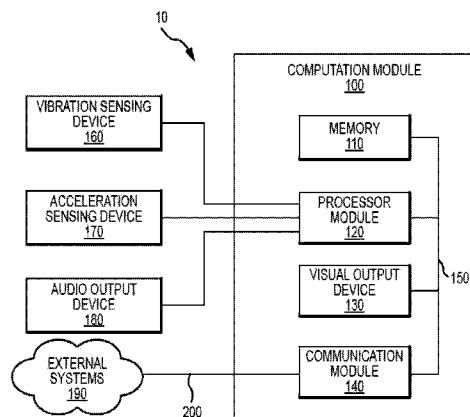 10
COMPUTATION MODULE
100
VIBRATION SENSING
DEVICE
160
MEMORY
110
ACCELERATION
SENSING DEVICE
170
PROCESSOR
MODULE
120
150
AUDIO OUTPUT
DEVICE
180
VISUAL OUTPUT
DEVICE
130
EXTERNAL
SYSTEMS
190
200
COMMUNICATION
MODULE
140